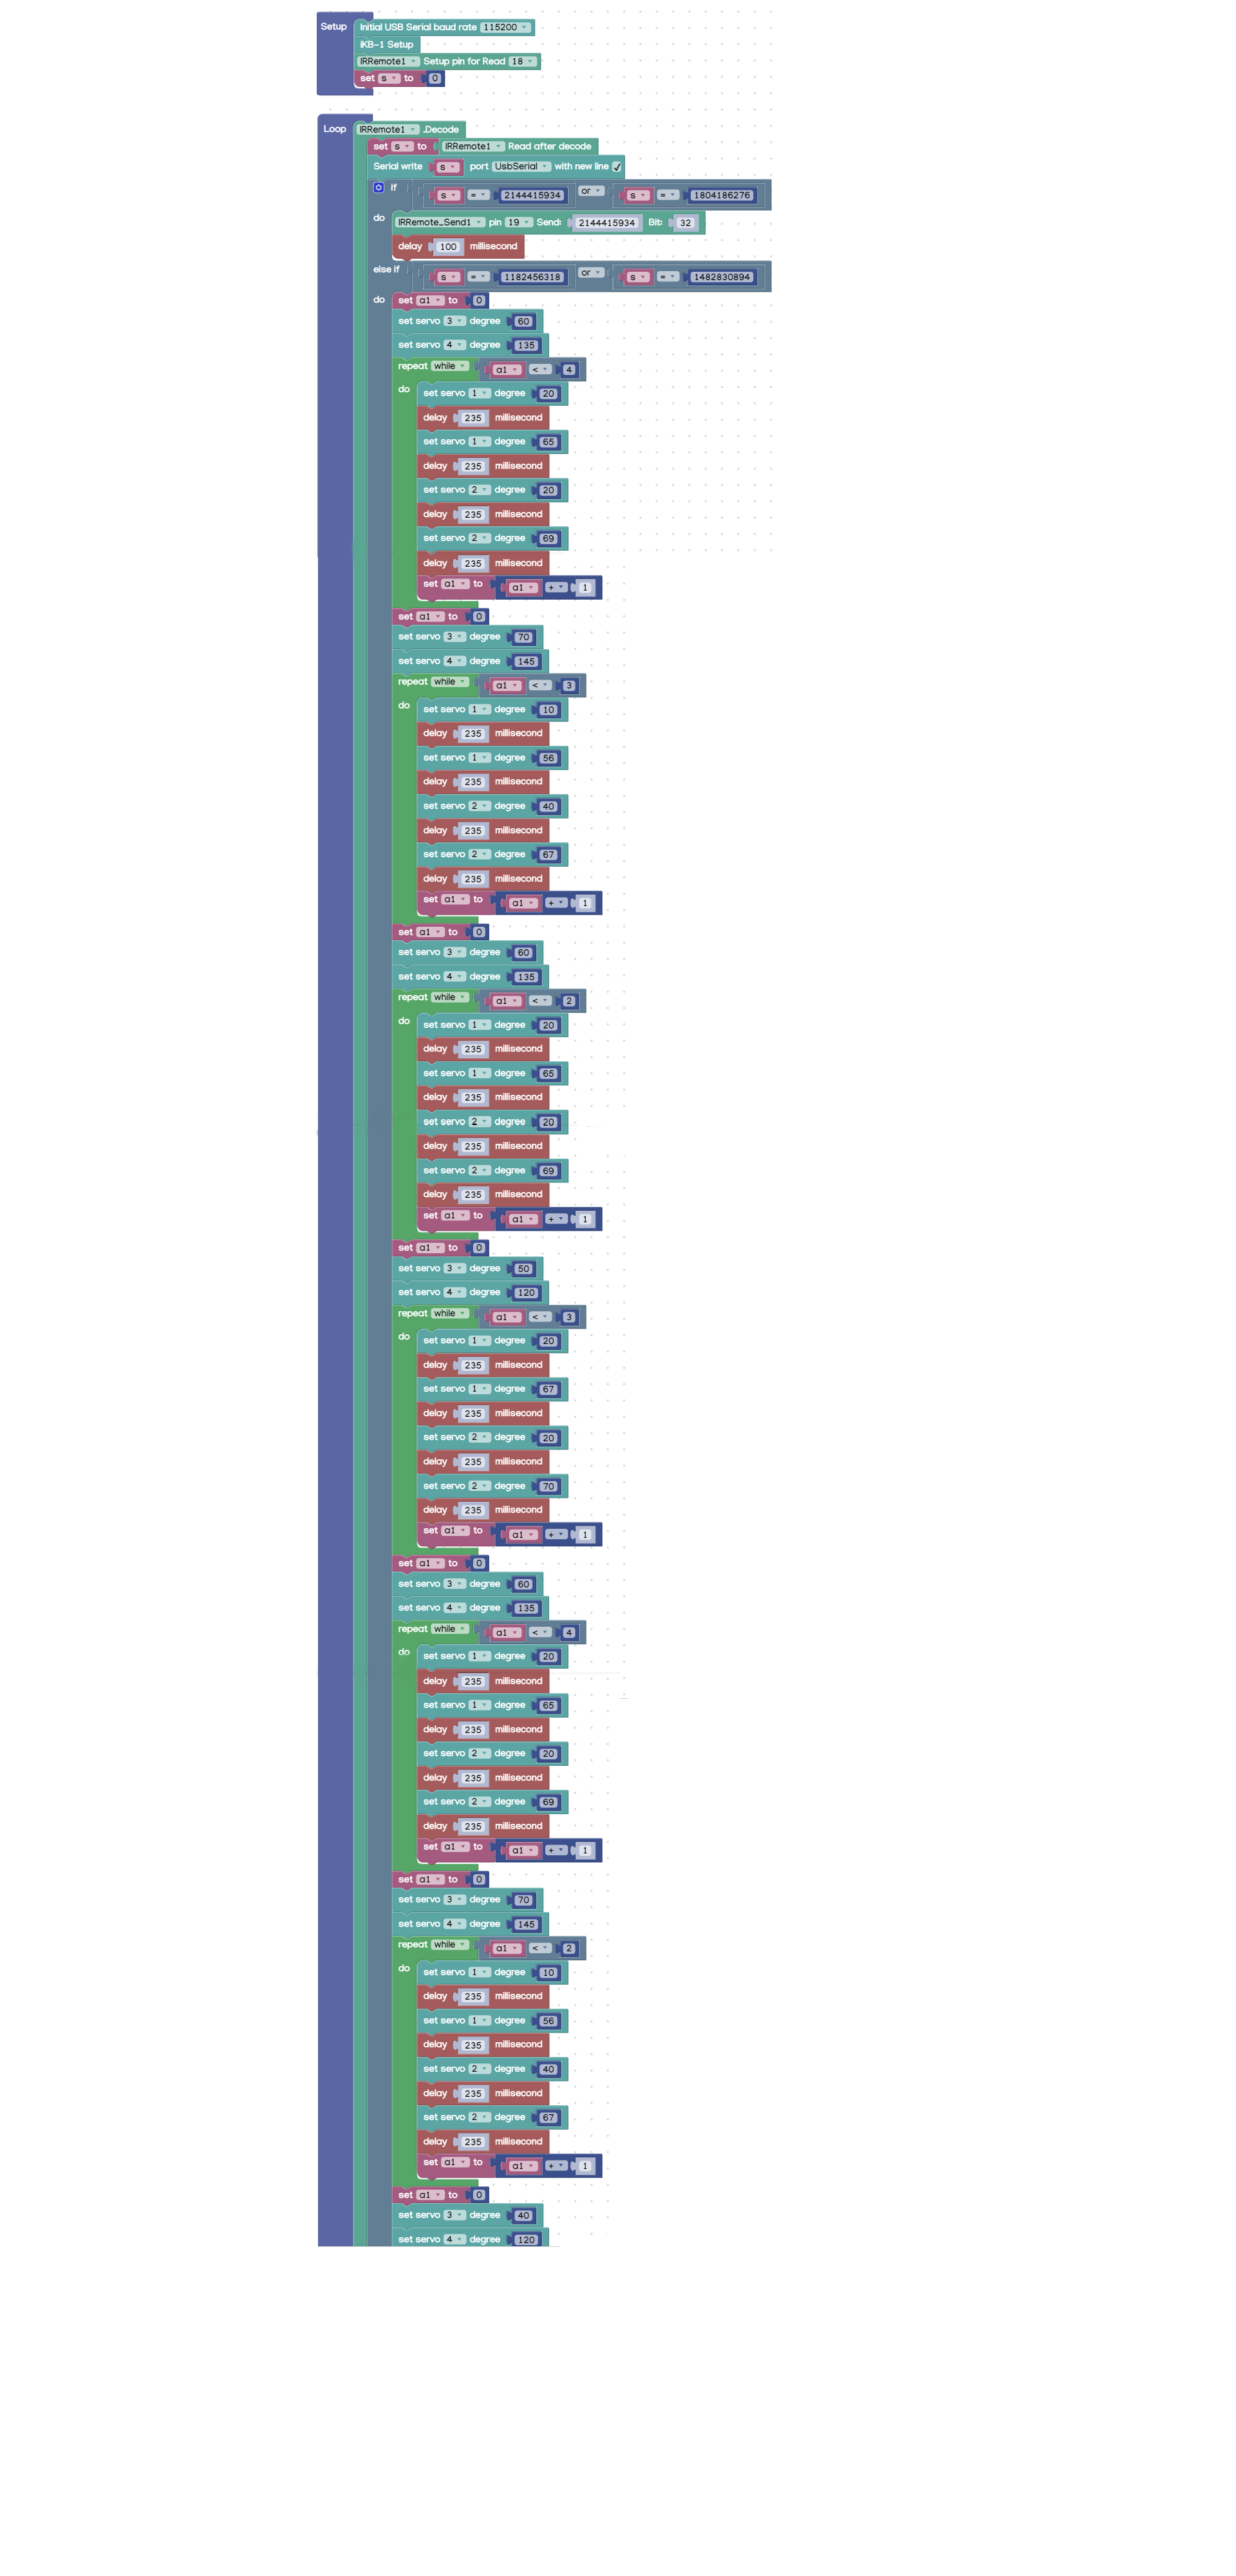 Setup
Initial USB Serial baud rate 115200
iKB-1 Setup
IRRemote1 Setup pin for Read 18
set s to 0
Loop
IRRemote1 .Decode
set s to IRRemote1 Read after decode
Serial write s port UsbSerial with new line ✓
if s = 2144415934 or s = 1804186276
do IRRemote_Send1 pin 19 Send: 2144415934 Bit: 32
delay 100 millisecond
else if s = 1182456318 or s = 1482830894
do set a1 to 0
set servo 3 degree 60
set servo 4 degree 135
repeat while a1 < 4
do set servo 1 degree 20
delay 235 millisecond
set servo 1 degree 65
delay 235 millisecond
set servo 2 degree 20
delay 235 millisecond
set servo 2 degree 69
delay 235 millisecond
set a1 to a1 + 1
set a1 to 0
set servo 3 degree 70
set servo 4 degree 145
repeat while a1 < 3
do set servo 1 degree 10
delay 235 millisecond
set servo 1 degree 56
delay 235 millisecond
set servo 2 degree 40
delay 235 millisecond
set servo 2 degree 67
delay 235 millisecond
set a1 to a1 + 1
set a1 to 0
set servo 3 degree 60
set servo 4 degree 135
repeat while a1 < 2
do set servo 1 degree 20
delay 235 millisecond
set servo 1 degree 65
delay 235 millisecond
set servo 2 degree 20
delay 235 millisecond
set servo 2 degree 69
delay 235 millisecond
set a1 to a1 + 1
set a1 to 0
set servo 3 degree 50
set servo 4 degree 120
repeat while a1 < 3
do set servo 1 degree 20
delay 235 millisecond
set servo 1 degree 67
delay 235 millisecond
set servo 2 degree 20
delay 235 millisecond
set servo 2 degree 70
delay 235 millisecond
set a1 to a1 + 1
set a1 to 0
set servo 3 degree 60
set servo 4 degree 135
repeat while a1 < 4
do set servo 1 degree 20
delay 235 millisecond
set servo 1 degree 65
delay 235 millisecond
set servo 2 degree 20
delay 235 millisecond
set servo 2 degree 69
delay 235 millisecond
set a1 to a1 + 1
set a1 to 0
set servo 3 degree 70
set servo 4 degree 145
repeat while a1 < 2
do set servo 1 degree 10
delay 235 millisecond
set servo 1 degree 56
delay 235 millisecond
set servo 2 degree 40
delay 235 millisecond
set servo 2 degree 67
delay 235 millisecond
set a1 to a1 + 1
set a1 to 0
set servo 3 degree 40
set servo 4 degree 120